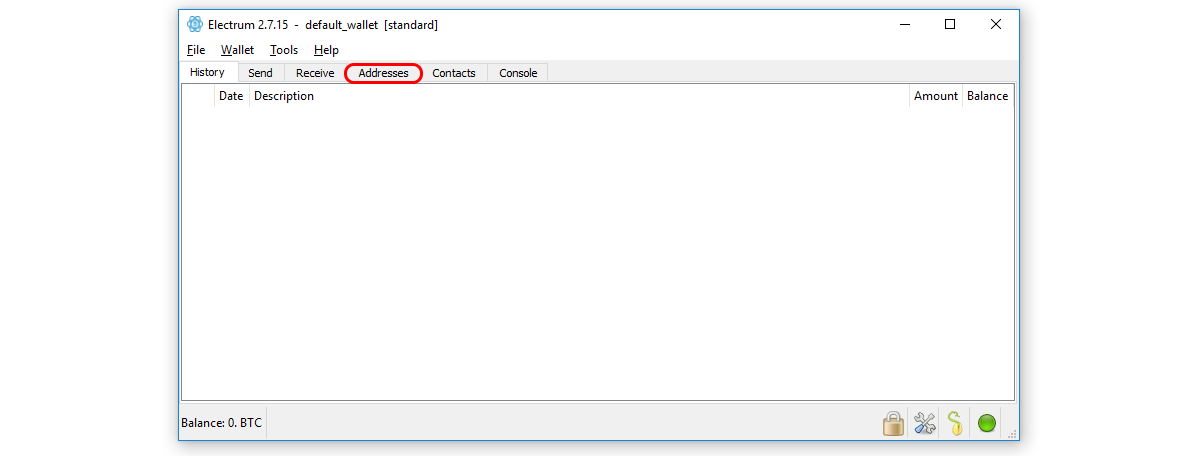 Electrum 2.7.15 - default_wallet [standard]
File Wallet Tools Help
History Send Receive Addresses Contacts Console
Date Description Amount Balance
Balance: 0. BTC